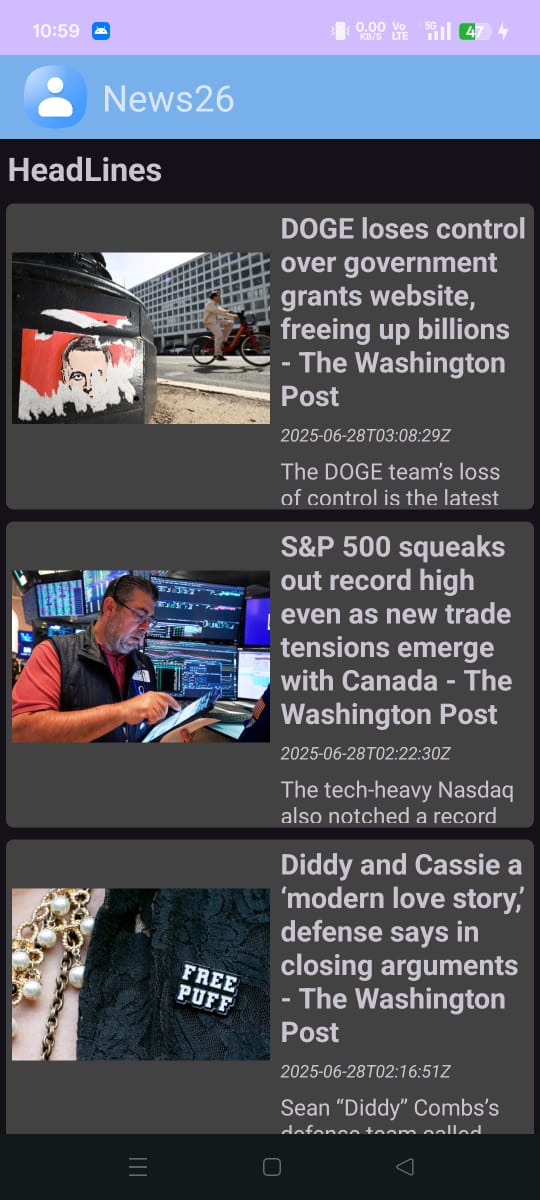 10:59
0.00 KB/S Vo LTE 5G 47
News26
HeadLines
DOGE loses control
over government
grants website,
freeing up billions
- The Washington
Post
2025-06-28T03:08:29Z
The DOGE team’s loss
of control is the latest
S&P 500 squeaks
out record high
even as new trade
tensions emerge
with Canada - The
Washington Post
2025-06-28T02:22:30Z
The tech-heavy Nasdaq
also notched a record
FREE
PUFF
Diddy and Cassie a
‘modern love story,’
defense says in
closing arguments
- The Washington
Post
2025-06-28T02:16:51Z
Sean “Diddy” Combs’s
defense team called